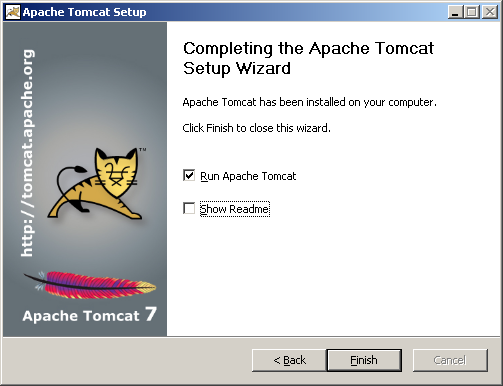 Apache Tomcat Setup
http://tomcat.apache.org
TM
Apache Tomcat 7
Completing the Apache Tomcat
Setup Wizard
Apache Tomcat has been installed on your computer.
Click Finish to close this wizard.
Run Apache Tomcat
Show Readme
< Back
Finish
Cancel